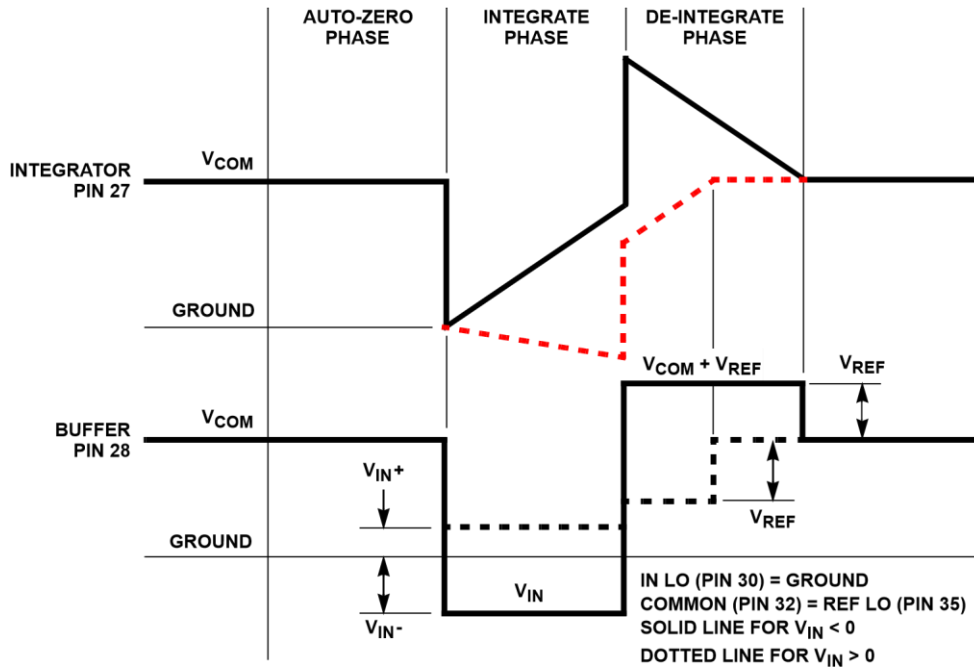 AUTO-ZERO
PHASE
INTEGRATE
PHASE
DE-INTEGRATE
PHASE
INTEGRATOR
PIN 27
VCOM
GROUND
VCOM + VREF
VREF
BUFFER
PIN 28
VCOM
VIN+
VREF
GROUND
VIN
VIN-
IN LO (PIN 30) = GROUND
COMMON (PIN 32) = REF LO (PIN 35)
SOLID LINE FOR VIN < 0
DOTTED LINE FOR VIN > 0